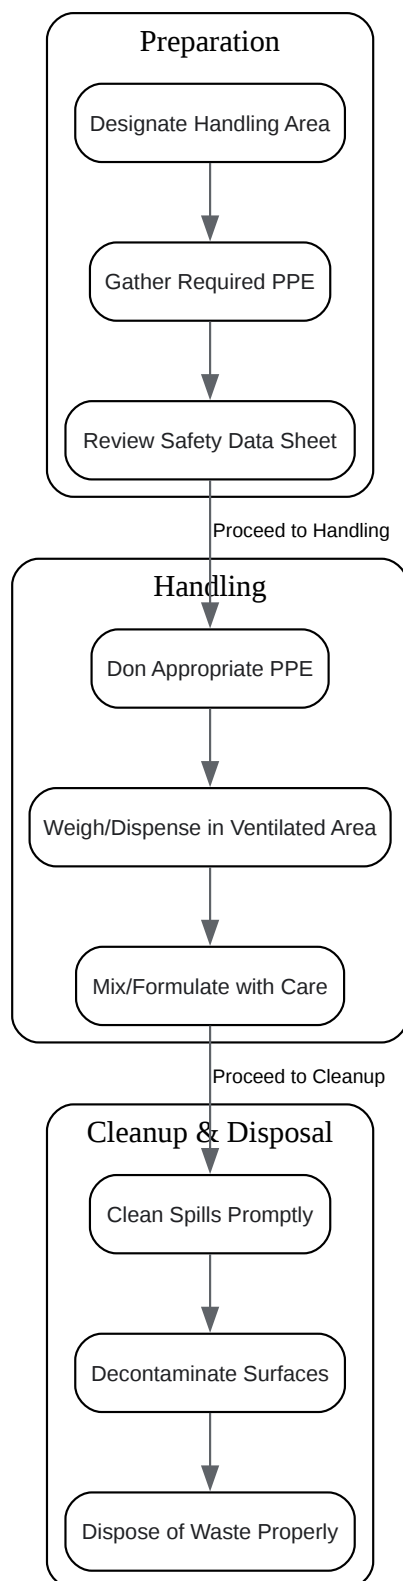 Preparation
Designate Handling Area
Gather Required PPE
Review Safety Data Sheet
Proceed to Handling
Handling
Don Appropriate PPE
Weigh/Dispense in Ventilated Area
Mix/Formulate with Care
Proceed to Cleanup
Cleanup & Disposal
Clean Spills Promptly
Decontaminate Surfaces
Dispose of Waste Properly